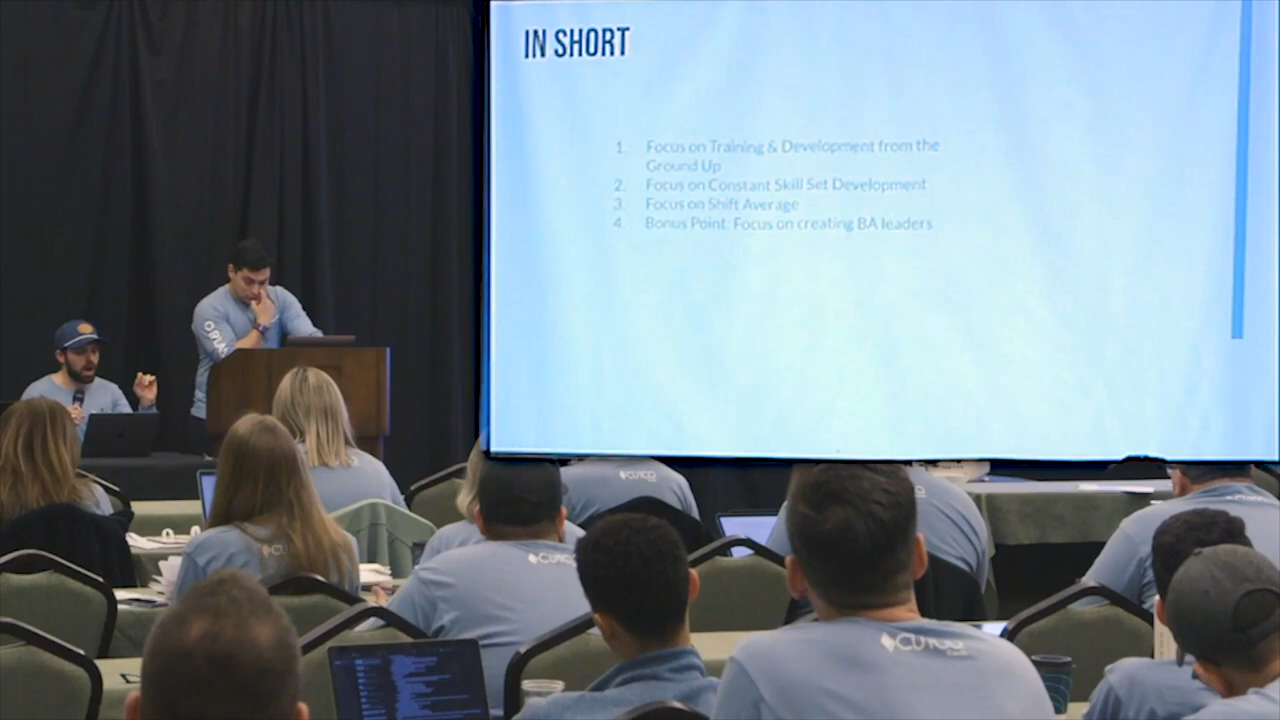 IN SHORT
1. Focus on Training & Development from the
Ground Up
2. Focus on Constant Skill Set Development
3. Focus on Shift Average
4. Bonus Point: Focus on creating BA leaders
CUTCO
CUTCO
CUTCO